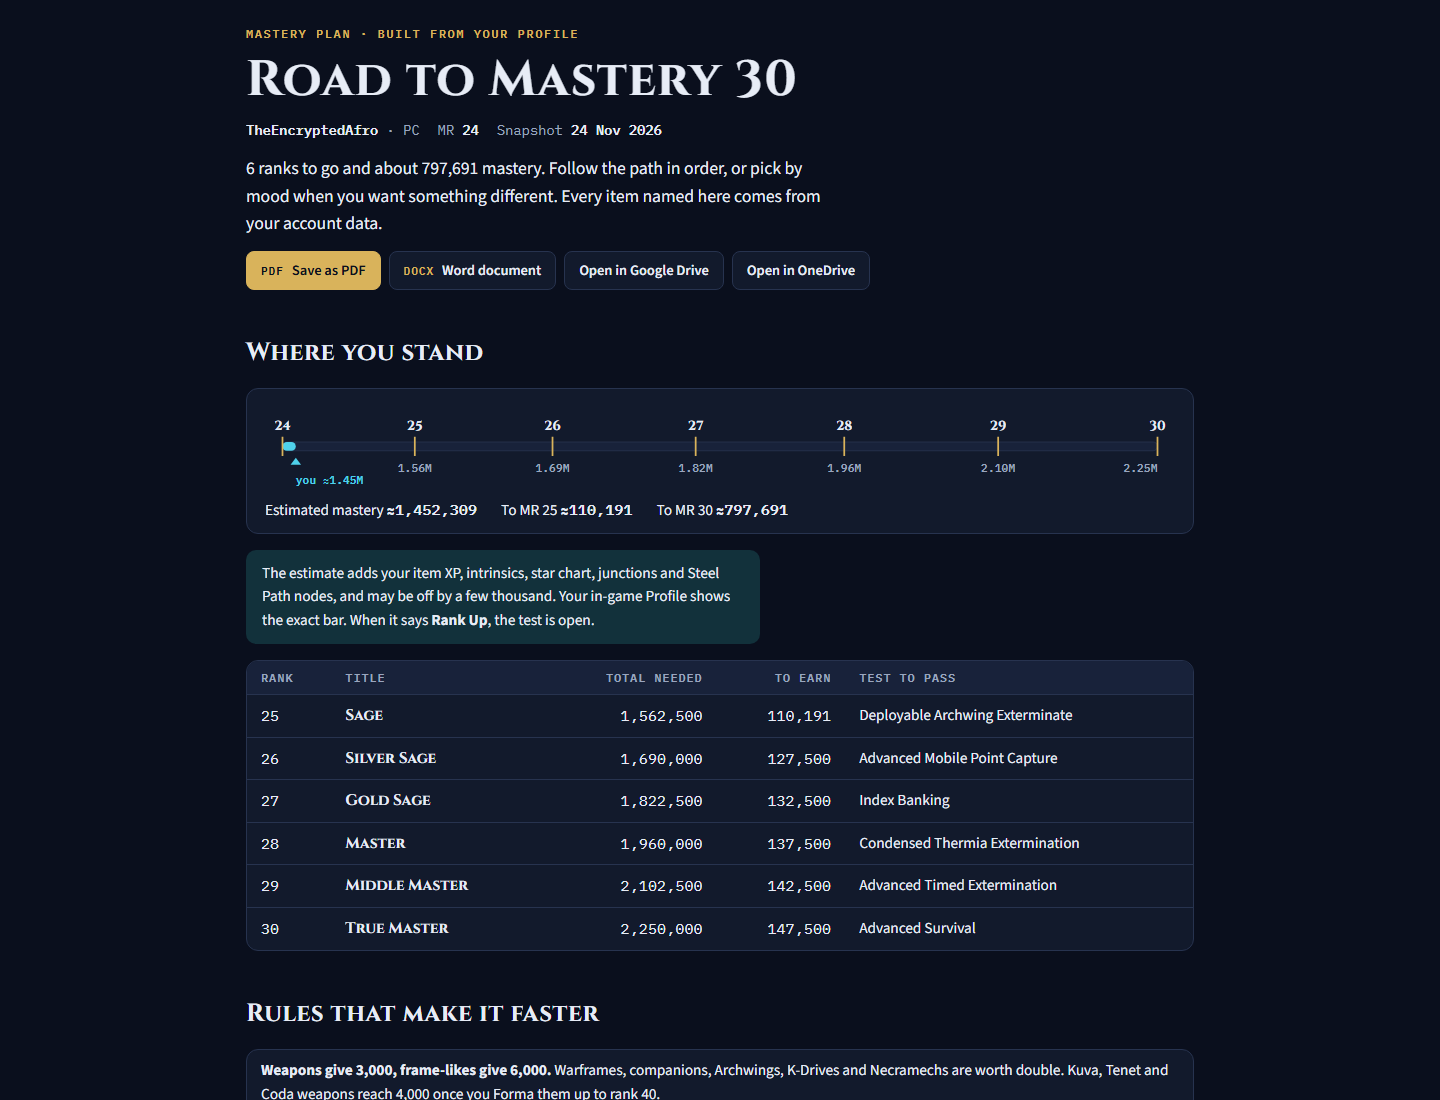 MASTERY PLAN · BUILT FROM YOUR PROFILE
Road to Mastery 30
TheEncryptedAfro · PC MR 24 Snapshot 24 Nov 2026
6 ranks to go and about 797,691 mastery. Follow the path in order, or pick by
mood when you want something different. Every item named here comes from
your account data.
PDF Save as PDF DOCX Word document Open in Google Drive Open in OneDrive
Where you stand
24 25 26 27 28 29 30
1.56M 1.69M 1.82M 1.96M 2.10M 2.25M
you ≈1.45M
Estimated mastery ≈1,452,309 To MR 25 ≈110,191 To MR 30 ≈797,691
The estimate adds your item XP, intrinsics, star chart, junctions and Steel
Path nodes, and may be off by a few thousand. Your in-game Profile shows
the exact bar. When it says Rank Up, the test is open.
RANK TITLE TOTAL NEEDED TO EARN TEST TO PASS
25 Sage 1,562,500 110,191 Deployable Archwing Exterminate
26 Silver Sage 1,690,000 127,500 Advanced Mobile Point Capture
27 Gold Sage 1,822,500 132,500 Index Banking
28 Master 1,960,000 137,500 Condensed Thermia Extermination
29 Middle Master 2,102,500 142,500 Advanced Timed Extermination
30 True Master 2,250,000 147,500 Advanced Survival
Rules that make it faster
Weapons give 3,000, frame-likes give 6,000. Warframes, companions, Archwings, K-Drives and Necramechs are worth double. Kuva, Tenet and
Coda weapons reach 4,000 once you Forma them up to rank 40.